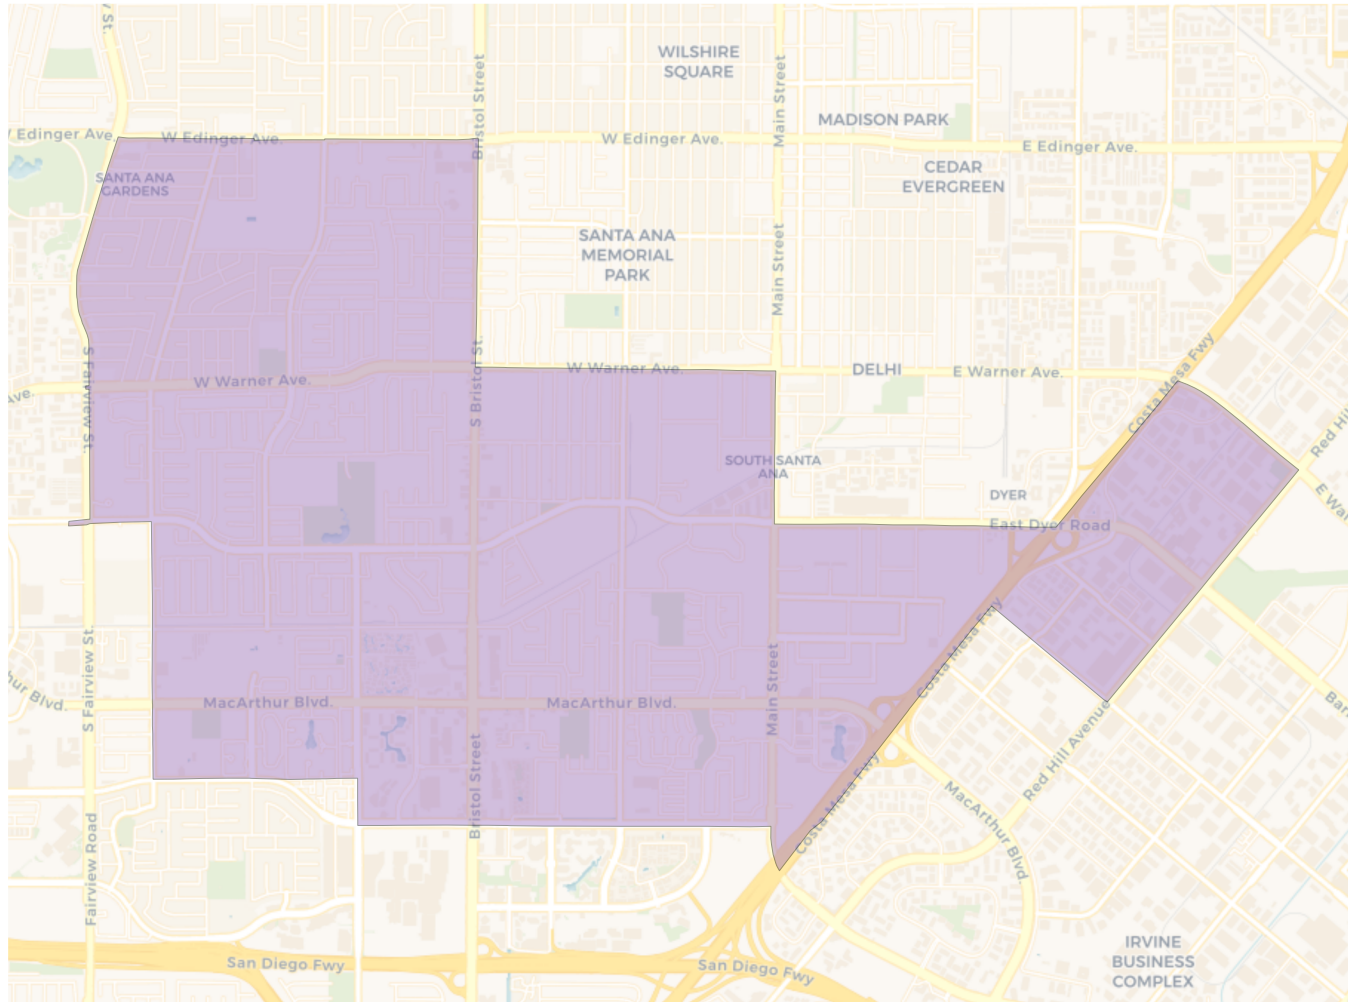 WILSHIRE
SQUARE
Bristol Street
Main Street
MADISON PARK
W Edinger Ave.
W Edinger Ave.
W Edinger Ave.
E Edinger Ave.
CEDAR
EVERGREEN
SANTA ANA
GARDENS
SANTA ANA
MEMORIAL
PARK
Main Street
S Fairview St.
W Warner Ave.
S Bristol St.
W Warner Ave.
DELHI
E Warner Ave.
Costa Mesa Fwy
Ave.
SOUTH SANTA
ANA
DYER
East Dyer Road
Costa Mesa Fwy
S Fairview St.
MacArthur Blvd.
MacArthur Blvd.
Main Street
Bristol Street
Costa Mesa Fwy
Red Hill Avenue
MacArthur Blvd.
Fairview Road
San Diego Fwy
San Diego Fwy
IRVINE
BUSINESS
COMPLEX